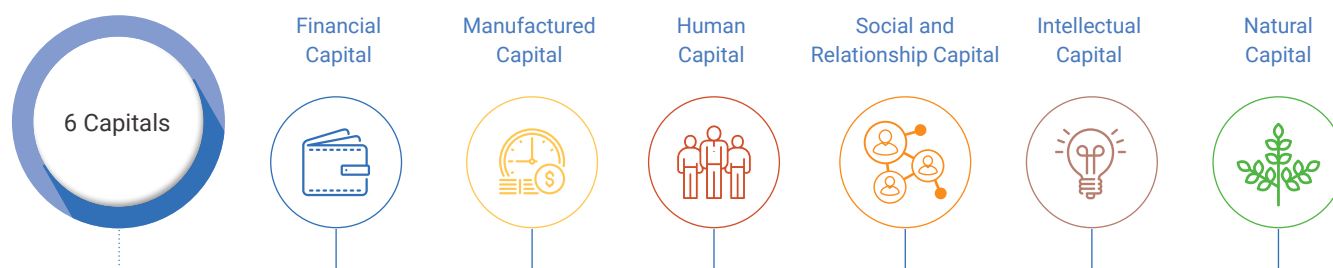 6 Capitals
Financial
Capital
Manufactured
Capital
Human
Capital
Social and
Relationship Capital
Intellectual
Capital
Natural
Capital
$